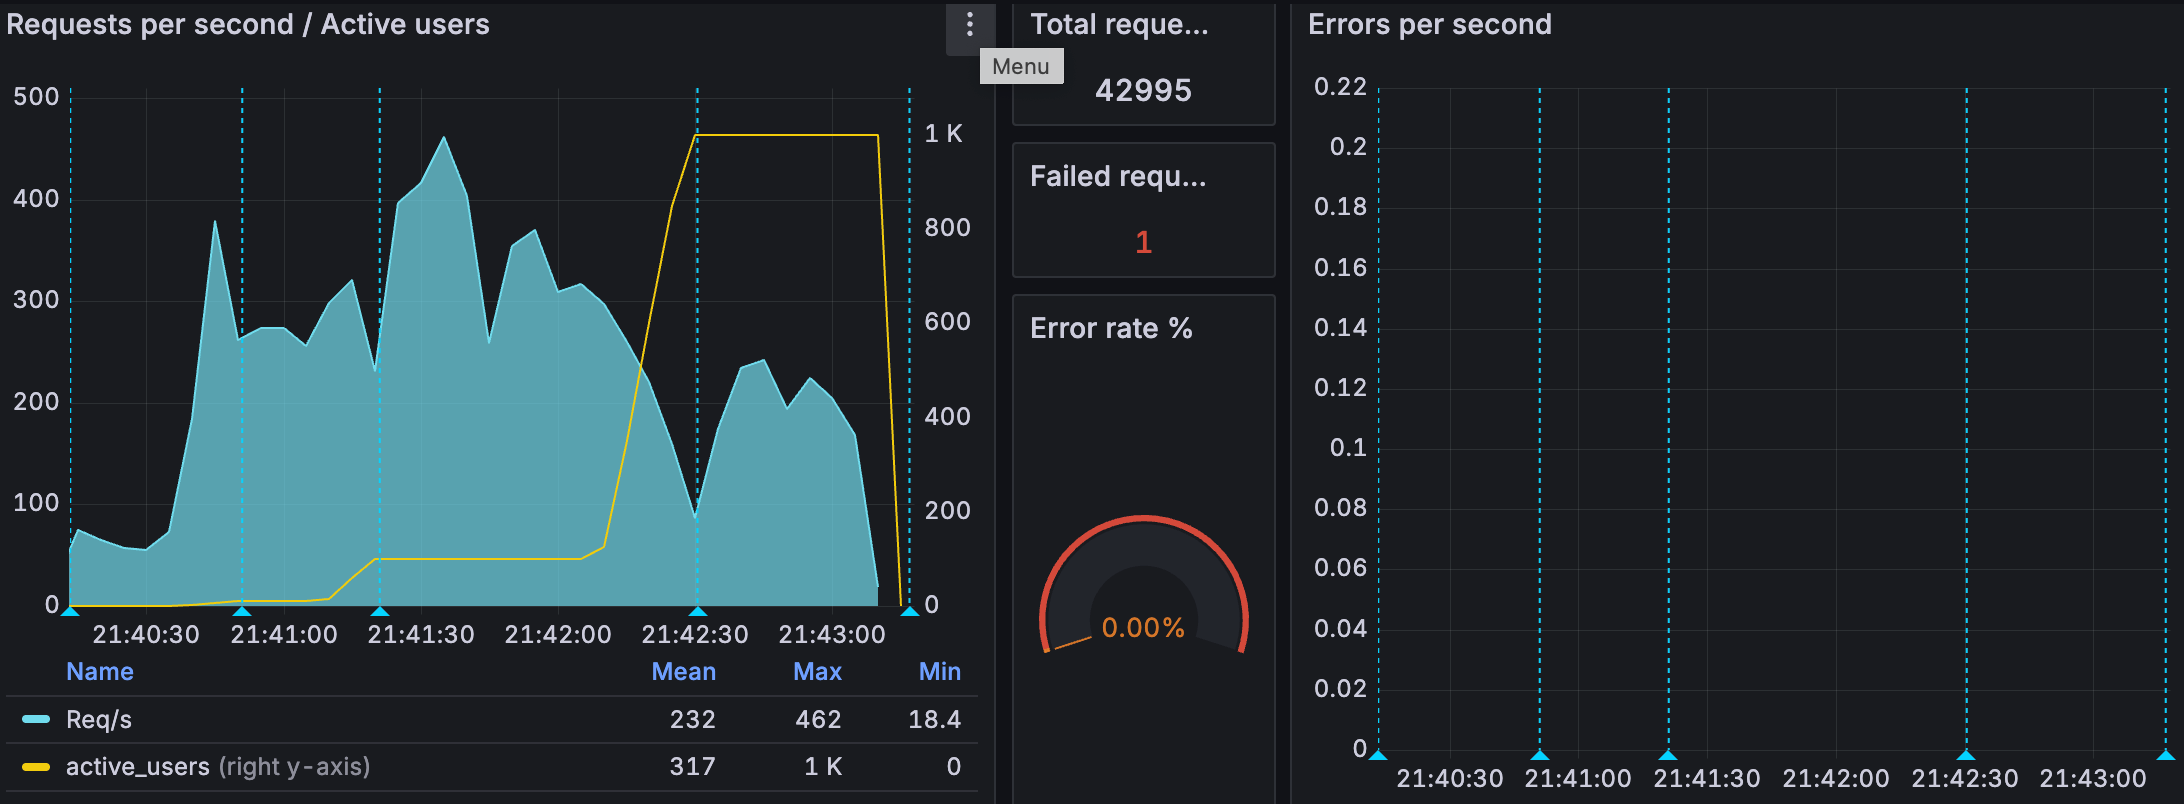 Requests per second / Active users
Menu
500
400
300
200
100
0
1 K
800
600
400
200
0
21:40:30 21:41:00 21:41:30 21:42:00 21:42:30 21:43:00
Name Mean Max Min
Req/s 232 462 18.4
active_users (right y-axis) 317 1 K 0
Total reque...
42995
Failed requ...
1
Error rate %
0.00%
Errors per second
0.22
0.2
0.18
0.16
0.14
0.12
0.1
0.08
0.06
0.04
0.02
0
21:40:30 21:41:00 21:41:30 21:42:00 21:42:30 21:43:00